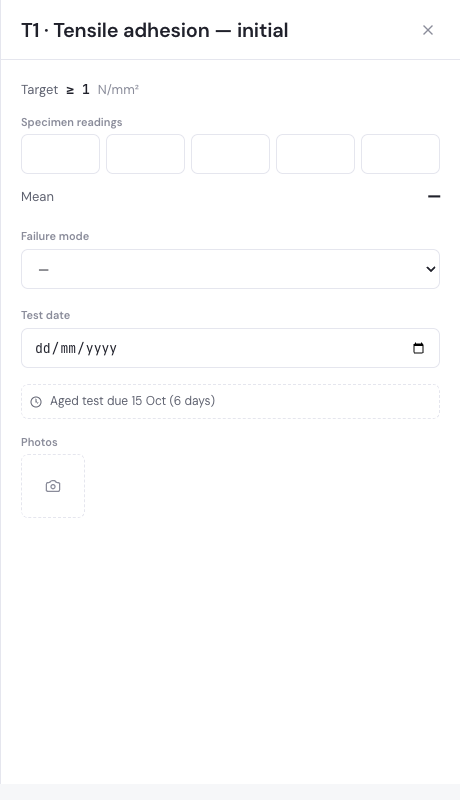 T1 · Tensile adhesion — initial
Target ≥ 1 N/mm²
Specimen readings
Mean —
Failure mode
—
Test date
dd/mm/yyyy
Aged test due 15 Oct (6 days)
Photos